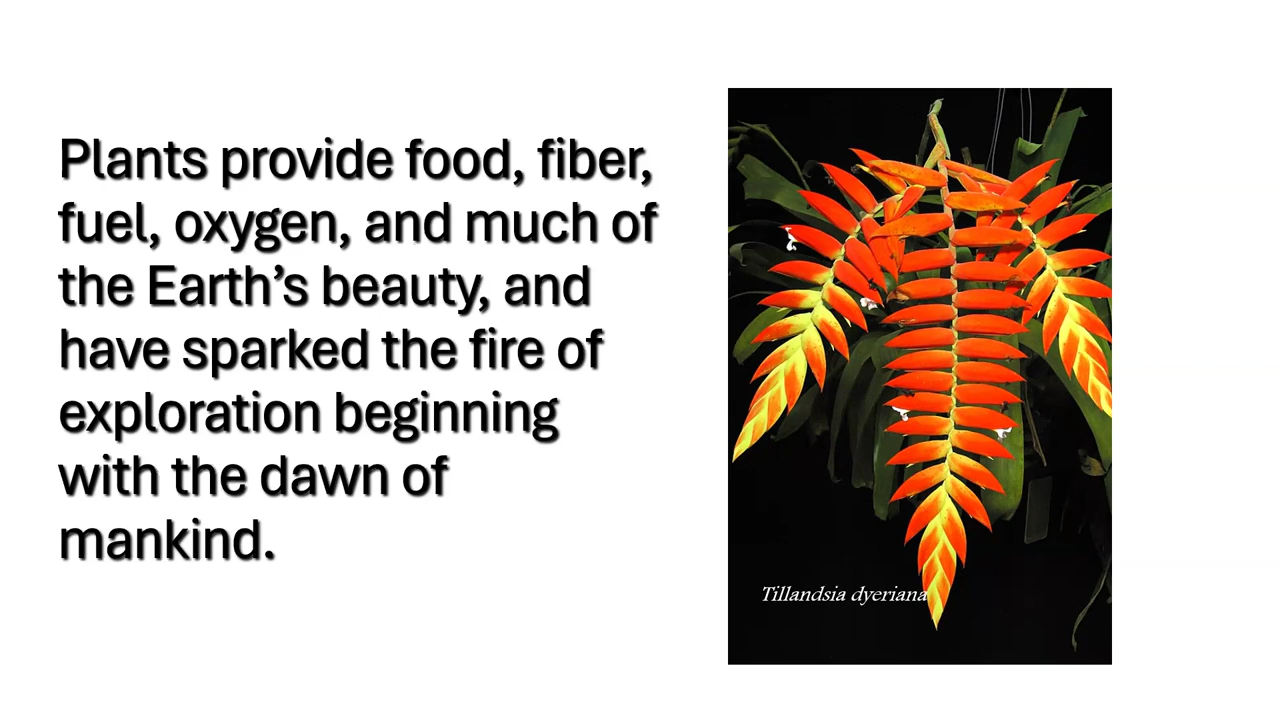 Plants provide food, fiber,
fuel, oxygen, and much of
the Earth’s beauty, and
have sparked the fire of
exploration beginning
with the dawn of
mankind.
Tillandsia dyeriana